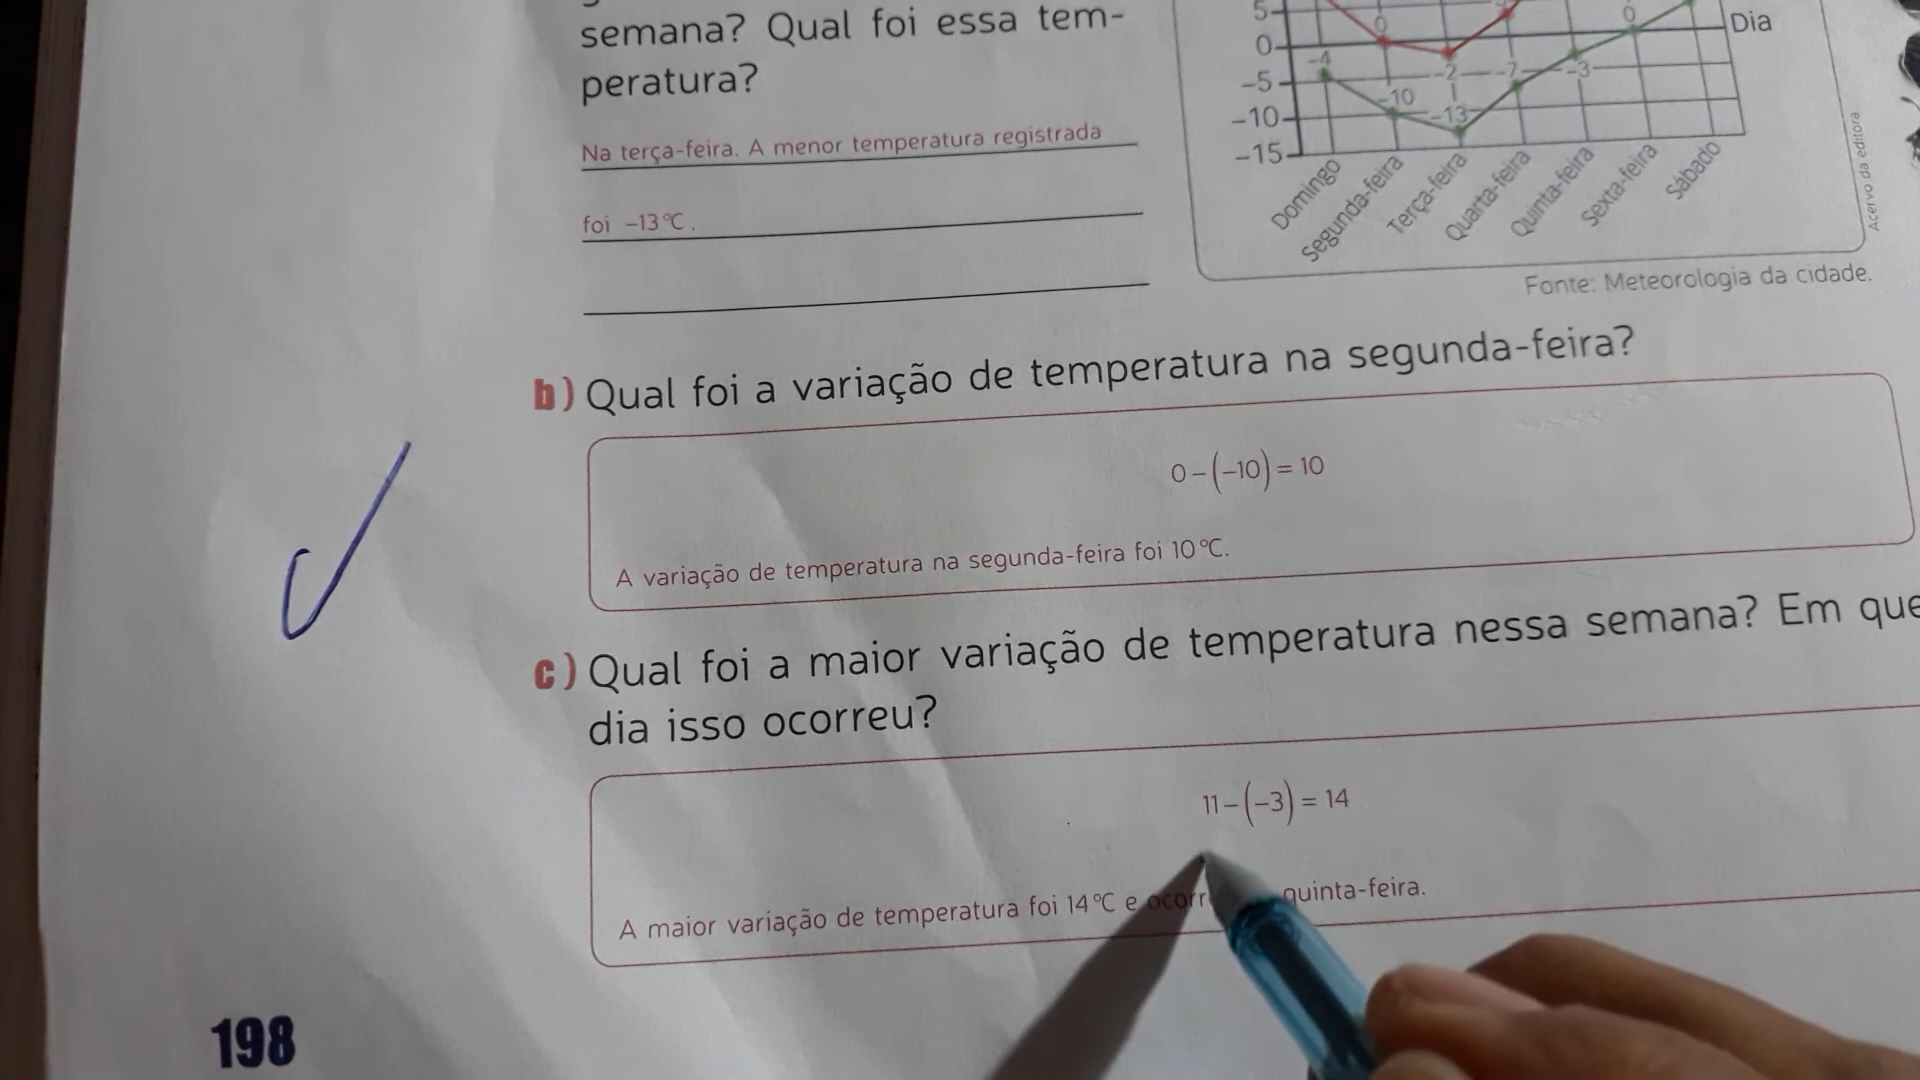 semana? Qual foi essa tem-
peratura?
Na terça-feira. A menor temperatura registrada
foi –13 °C.
5
0
–5
–10
–15
0
–4
–2
–7
–3
0
–10
–13
Dia
Domingo
Segunda-feira
Terça-feira
Quarta-feira
Quinta-feira
Sexta-feira
Sábado
Acervo da editora
Fonte: Meteorologia da cidade.
b) Qual foi a variação de temperatura na segunda-feira?
0 – (–10) = 10
A variação de temperatura na segunda-feira foi 10 °C.
c) Qual foi a maior variação de temperatura nessa semana? Em que
dia isso ocorreu?
11 – (–3) = 14
A maior variação de temperatura foi 14 °C e quinta-feira.
198